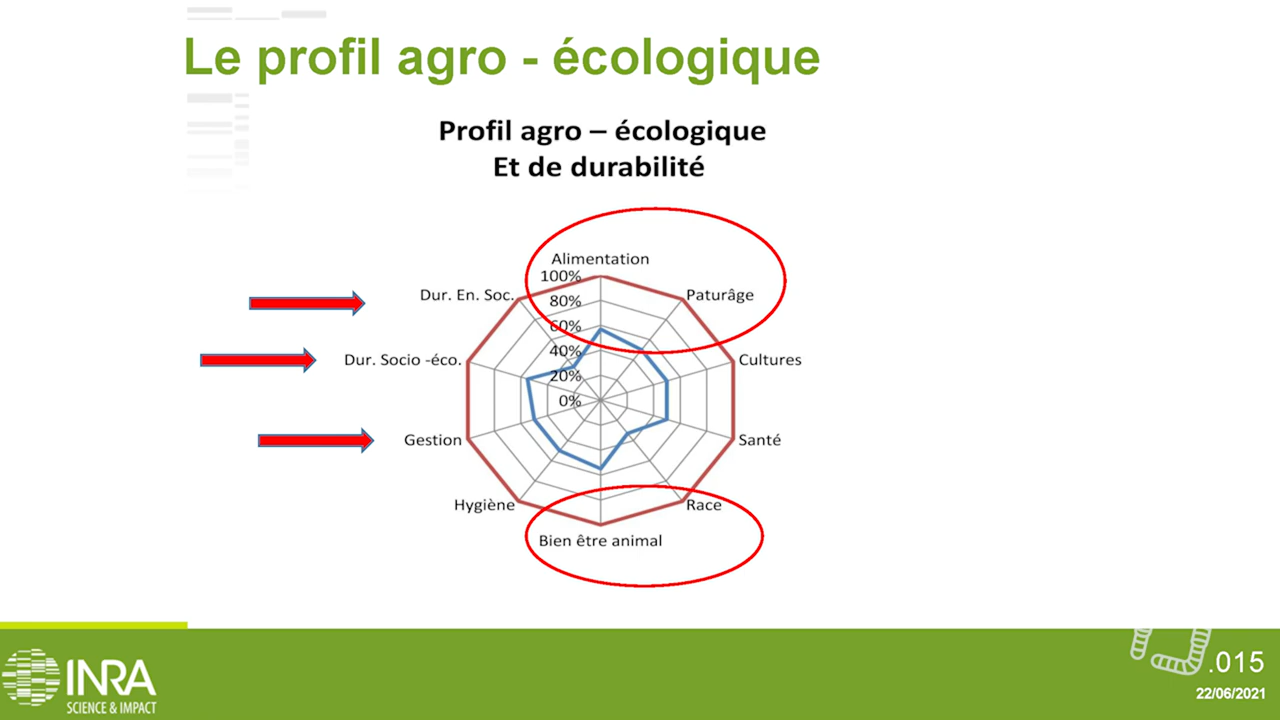 Le profil agro - écologique
Profil agro – écologique
Et de durabilité
Alimentation
100%
Dur. En. Soc.
80%
Paturâge
60%
40%
Dur. Socio -éco.
Cultures
20%
0%
Gestion
Santé
Hygiène
Race
Bien être animal
INRA
SCIENCE & IMPACT
.015
22/06/2021